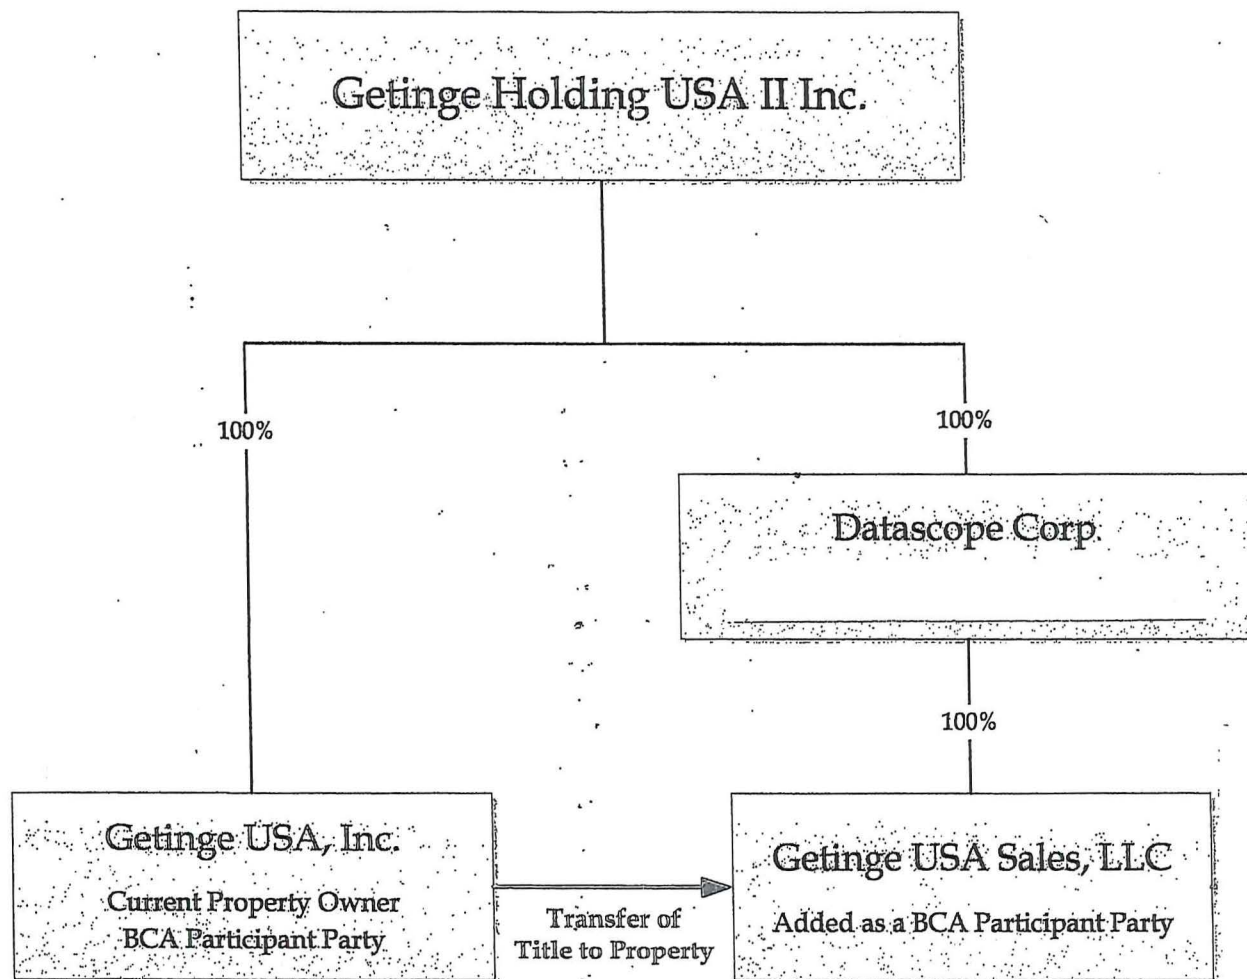 Getinge Holding USA II Inc.
100%
100%
Datascope Corp.
100%
Getinge USA, Inc.
Current Property Owner
BCA Participant Party
Transfer of
Title to Property
Getinge USA Sales, LLC
Added as a BCA Participant Party